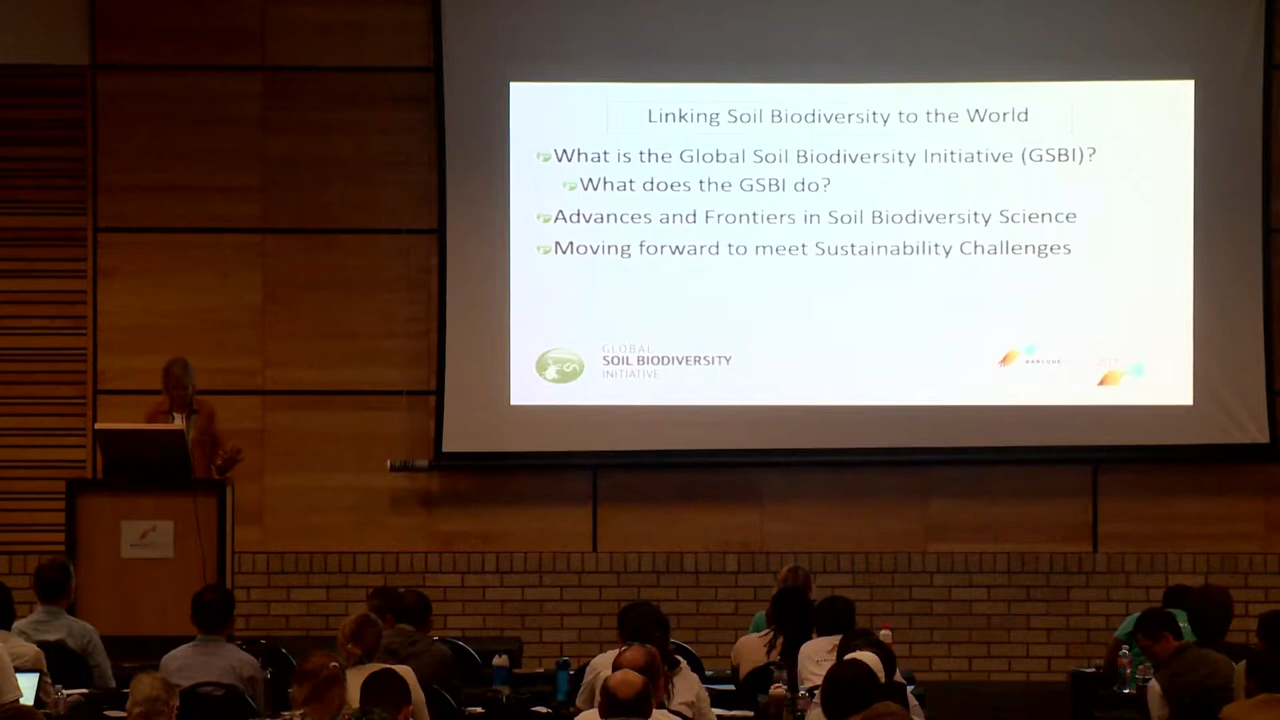 Linking Soil Biodiversity to the World
What is the Global Soil Biodiversity Initiative (GSBI)?
What does the GSBI do?
Advances and Frontiers in Soil Biodiversity Science
Moving forward to meet Sustainability Challenges
GLOBAL
SOIL BIODIVERSITY
INITIATIVE